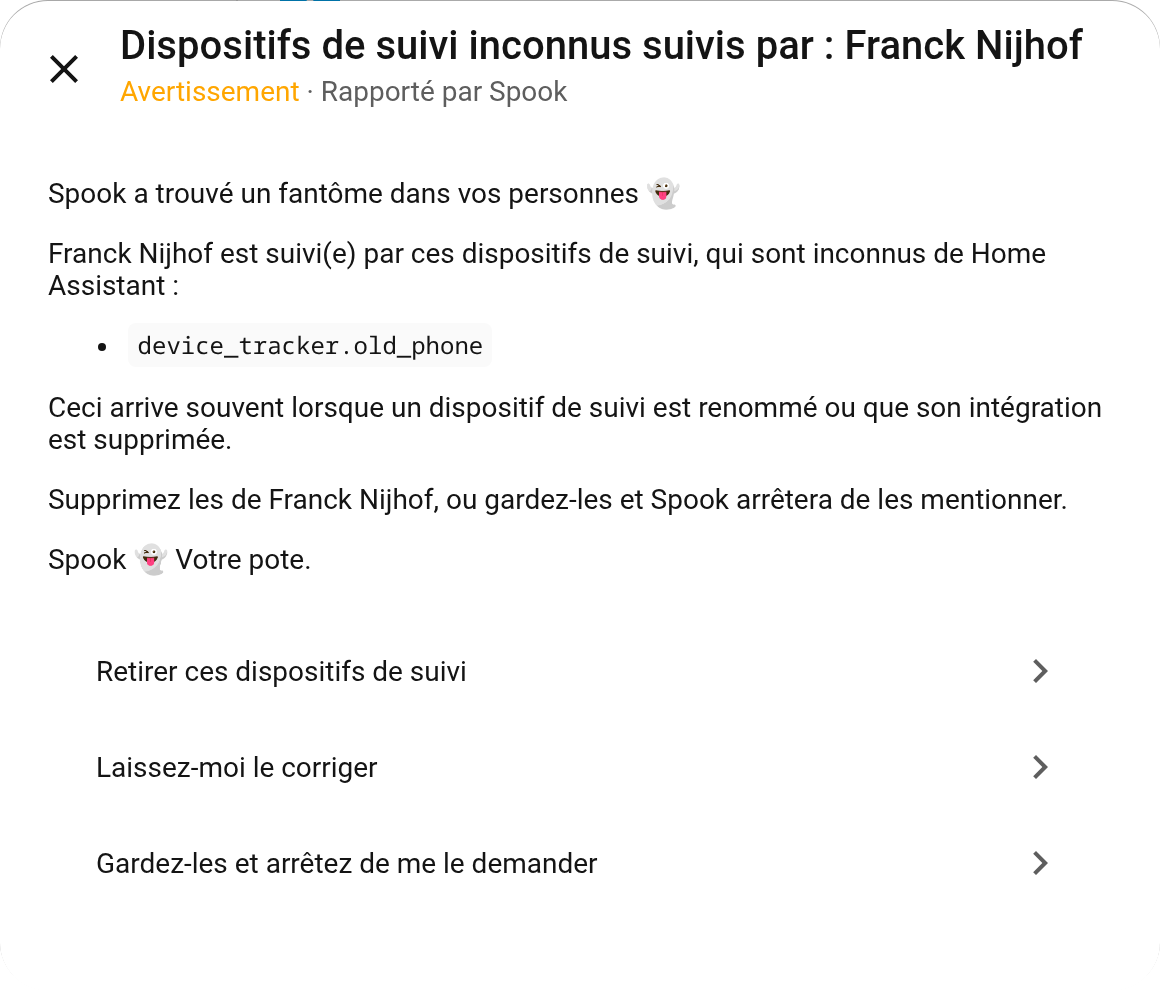 Dispositifs de suivi inconnus suivis par : Franck Nijhof
Avertissement · Rapporté par Spook
Spook a trouvé un fantôme dans vos personnes 👻
Franck Nijhof est suivi(e) par ces dispositifs de suivi, qui sont inconnus de Home
Assistant :
• device_tracker.old_phone
Ceci arrive souvent lorsque un dispositif de suivi est renommé ou que son intégration
est supprimée.
Supprimez les de Franck Nijhof, ou gardez-les et Spook arrêtera de les mentionner.
Spook 👻 Votre pote.
Retirer ces dispositifs de suivi
Laissez-moi le corriger
Gardez-les et arrêtez de me le demander